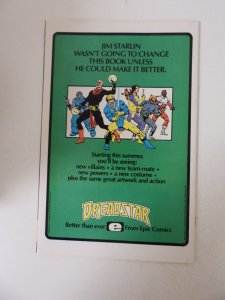 JIM STARLIN
WASN'T GOING TO CHANGE
THIS BOOK UNLESS
HE COULD MAKE IT BETTER.
Starting this summer,
you'll be seeing:
new villains • a new team-mate •
new powers • a new costume •
plus the same great artwork and action
DREADSTAR
Better than ever
From Epic Comics